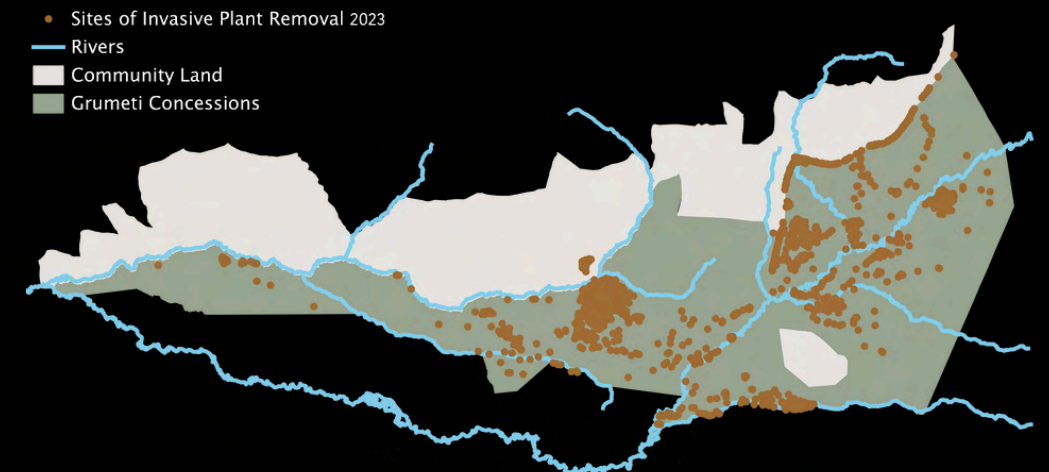 Sites of Invasive Plant Removal 2023
Rivers
Community Land
Grumeti Concessions